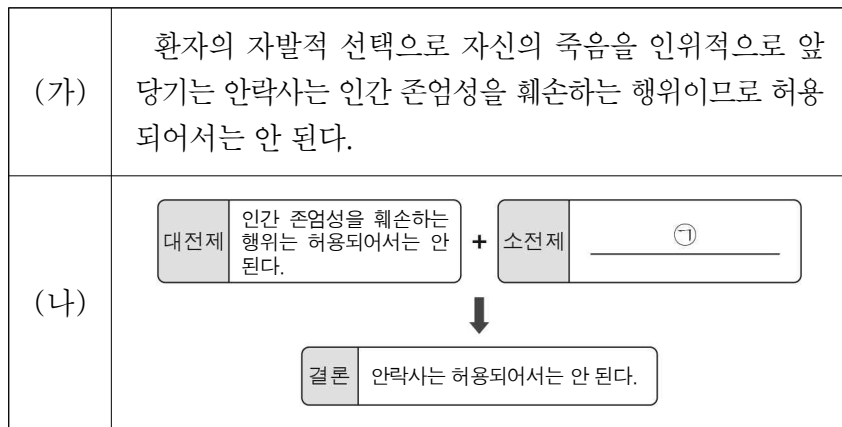 (가)
환자의 자발적 선택으로 자신의 죽음을 인위적으로 앞
당기는 안락사는 인간 존엄성을 훼손하는 행위이므로 허용
되어서는 안 된다.
(나)
대전제
인간 존엄성을 훼손하는
행위는 허용되어서는 안
된다.
+
소전제
㉠
결론
안락사는 허용되어서는 안 된다.